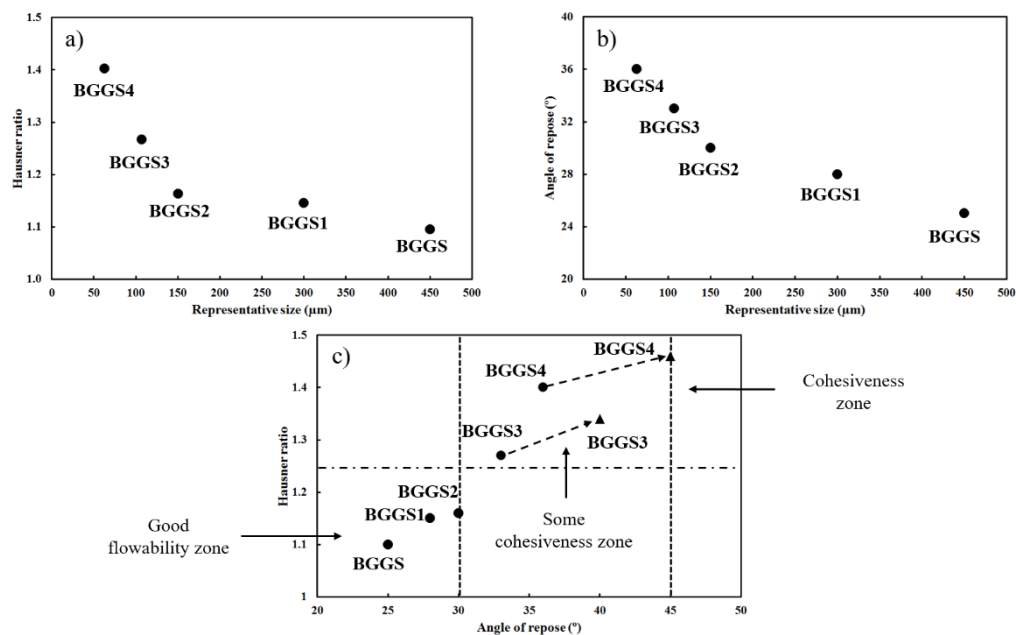 a)
Hausner ratio
1.5
1.4
1.3
1.2
1.1
1.0
BGGS4
BGGS3
BGGS2
BGGS1
BGGS
0 50 100 150 200 250 300 350 400 450 500
Representative size (µm)
b)
Angle of repose (°)
40
36
32
28
24
20
BGGS4
BGGS3
BGGS2
BGGS1
BGGS
0 50 100 150 200 250 300 350 400 450 500
Representative size (µm)
c)
Hausner ratio
1.5
1.4
1.3
1.2
1.1
1
BGGS4
BGGS4
BGGS3
BGGS3
BGGS2
BGGS1
BGGS
Cohesiveness
zone
Good
flowability zone
Some
cohesiveness zone
20 25 30 35 40 45 50
Angle of repose (°)